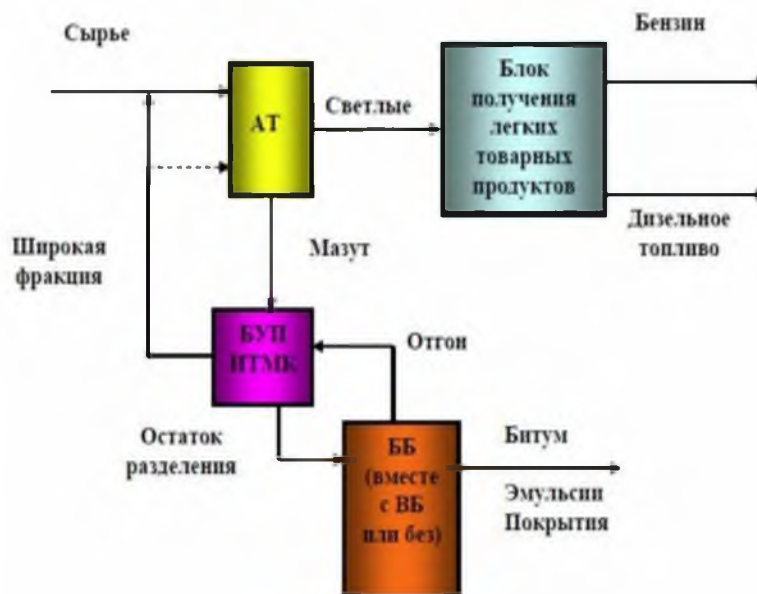 Сырье
Бензин
Блок
получения
легких
товарных
продуктов
АТ
Светлые
Дизельное
топливо
Широкая
фракция
Мазут
БУП
ИТМК
Отгон
Остаток
разделения
ББ
(вместе
с ВБ
или без)
Битум
Эмульсии
Покрытия